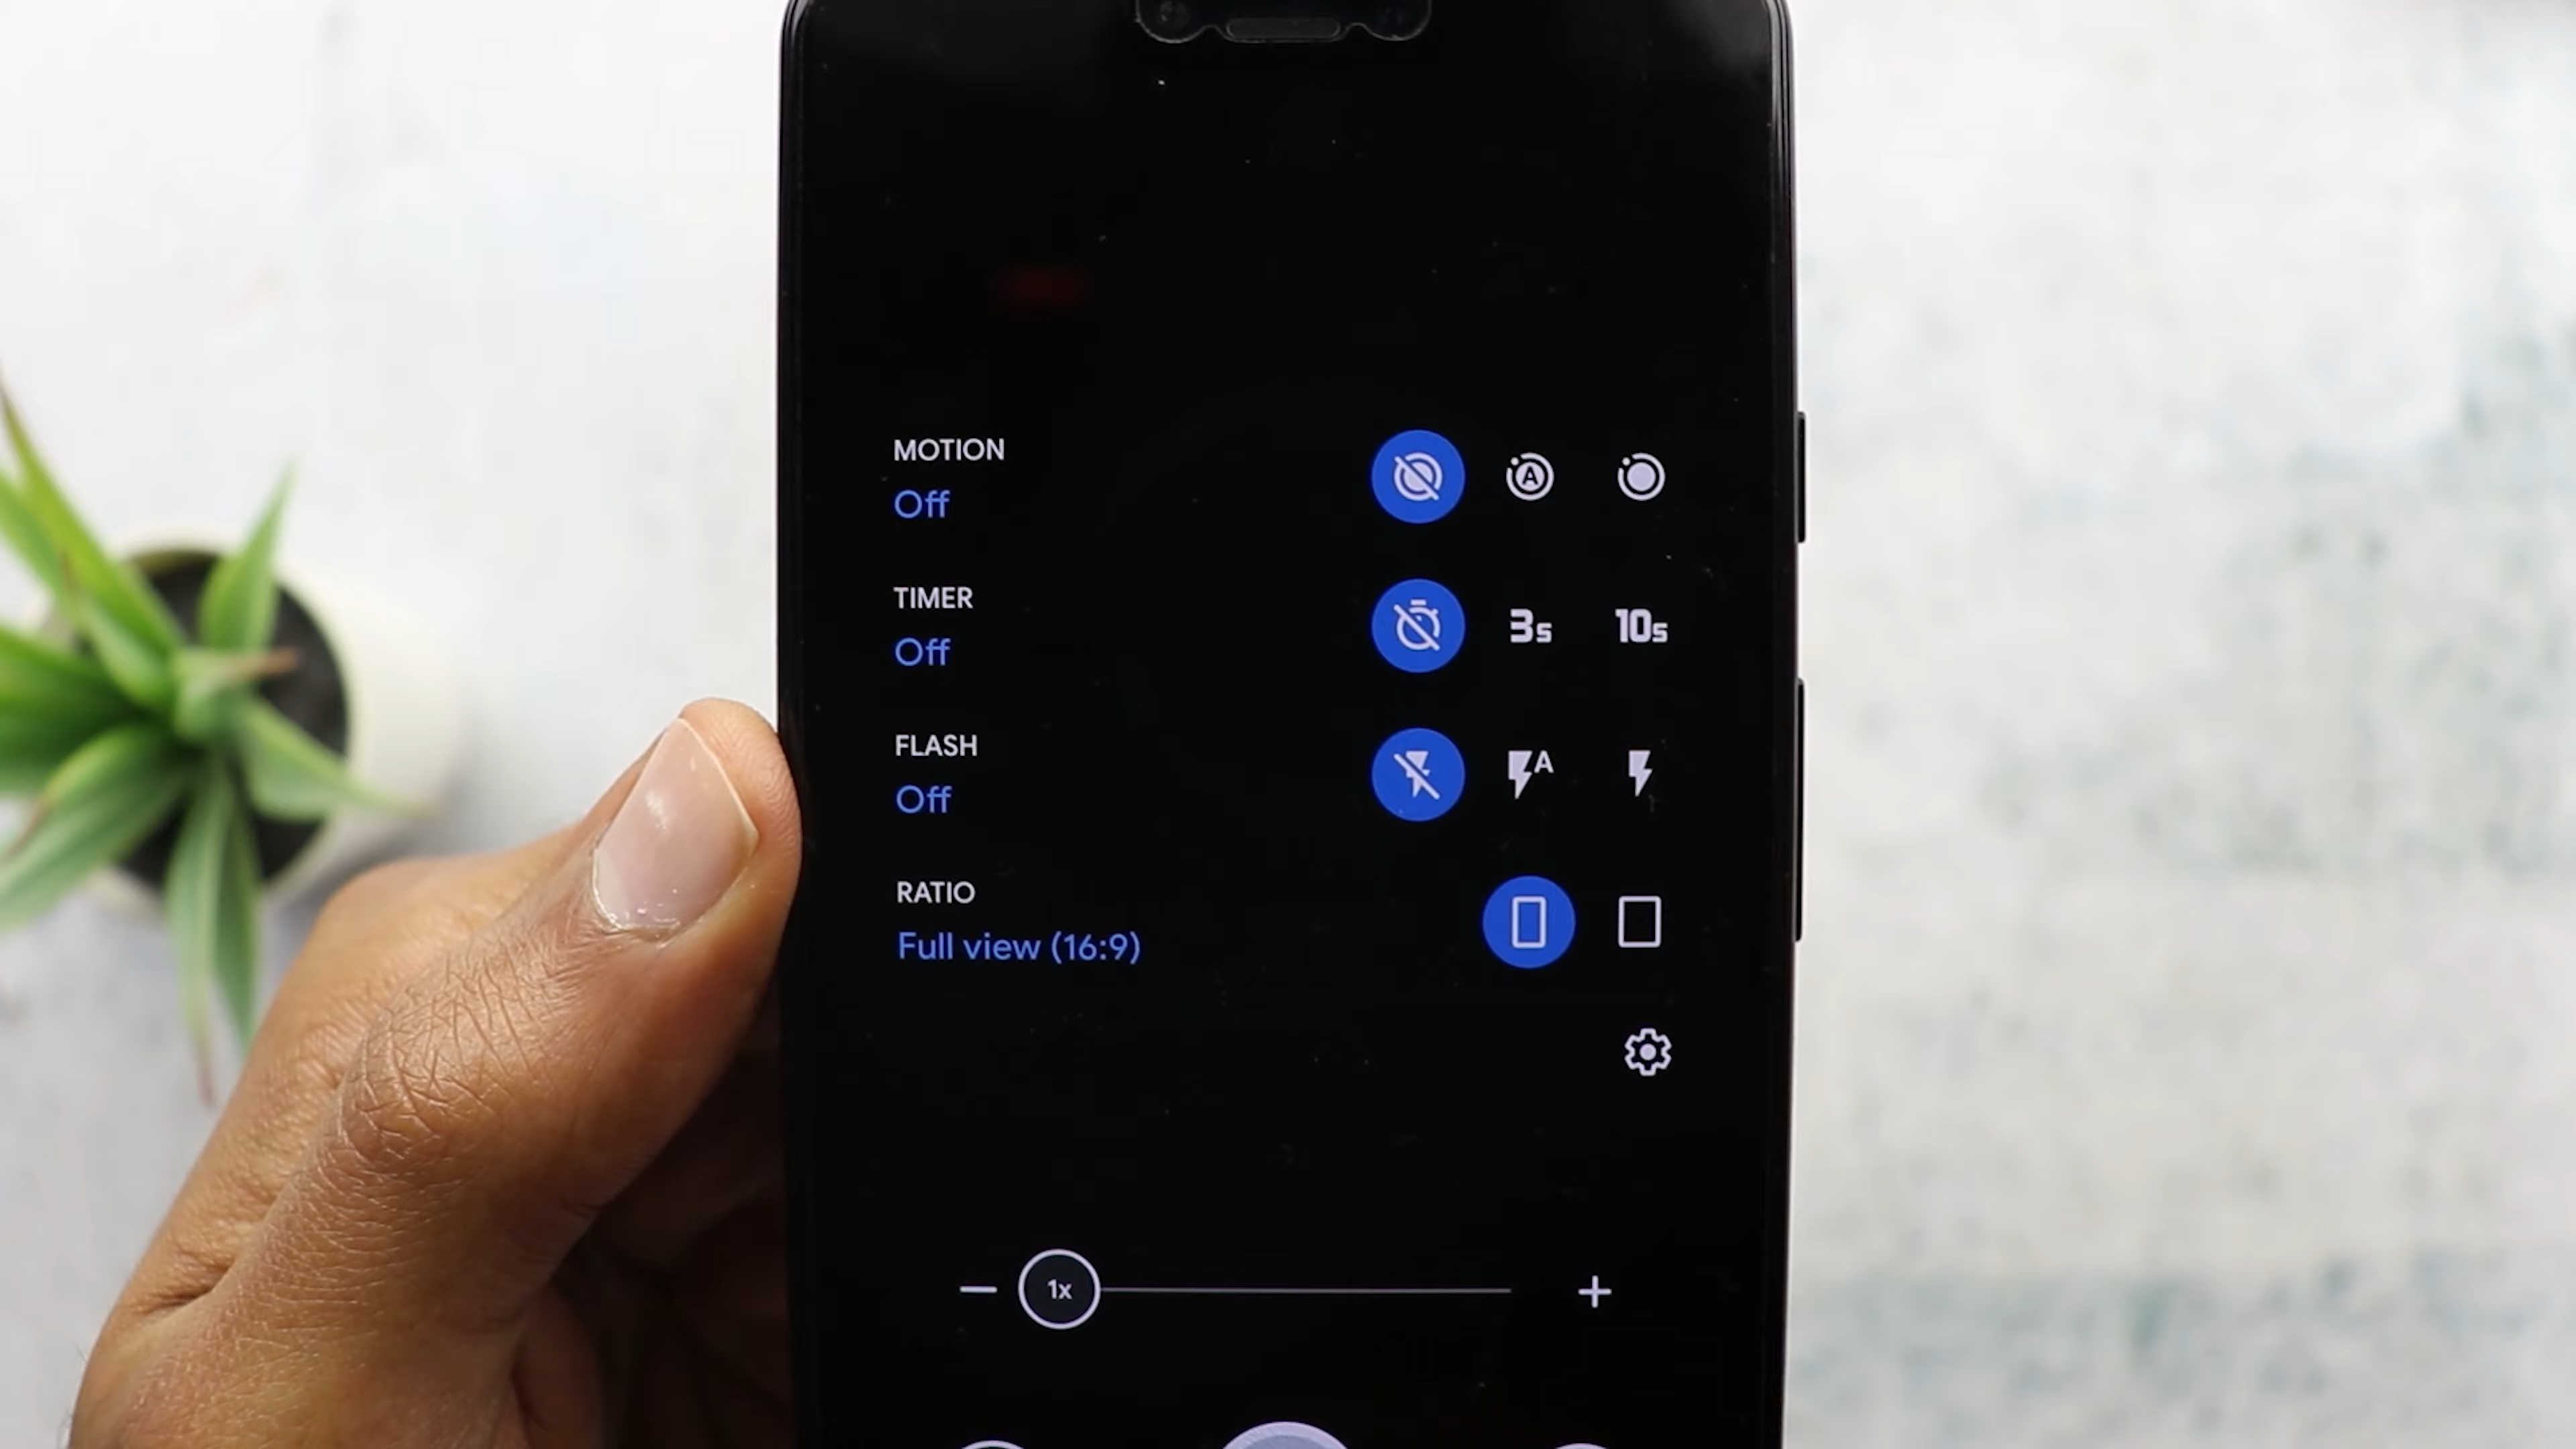 MOTION
Off
A
TIMER
Off
3s
10s
FLASH
Off
A
RATIO
Full view (16:9)
1x